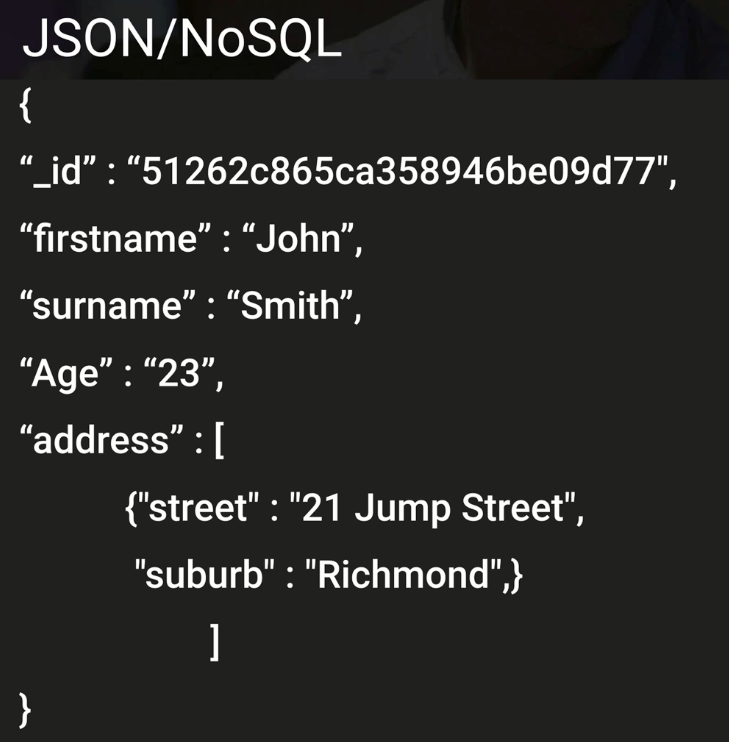 JSON/NoSQL
{
“_id” : “51262c865ca358946be09d77",
“firstname” : “John”,
“surname” : “Smith”,
“Age” : “23”,
“address” : [
{"street" : "21 Jump Street",
"suburb" : "Richmond",}
]
}